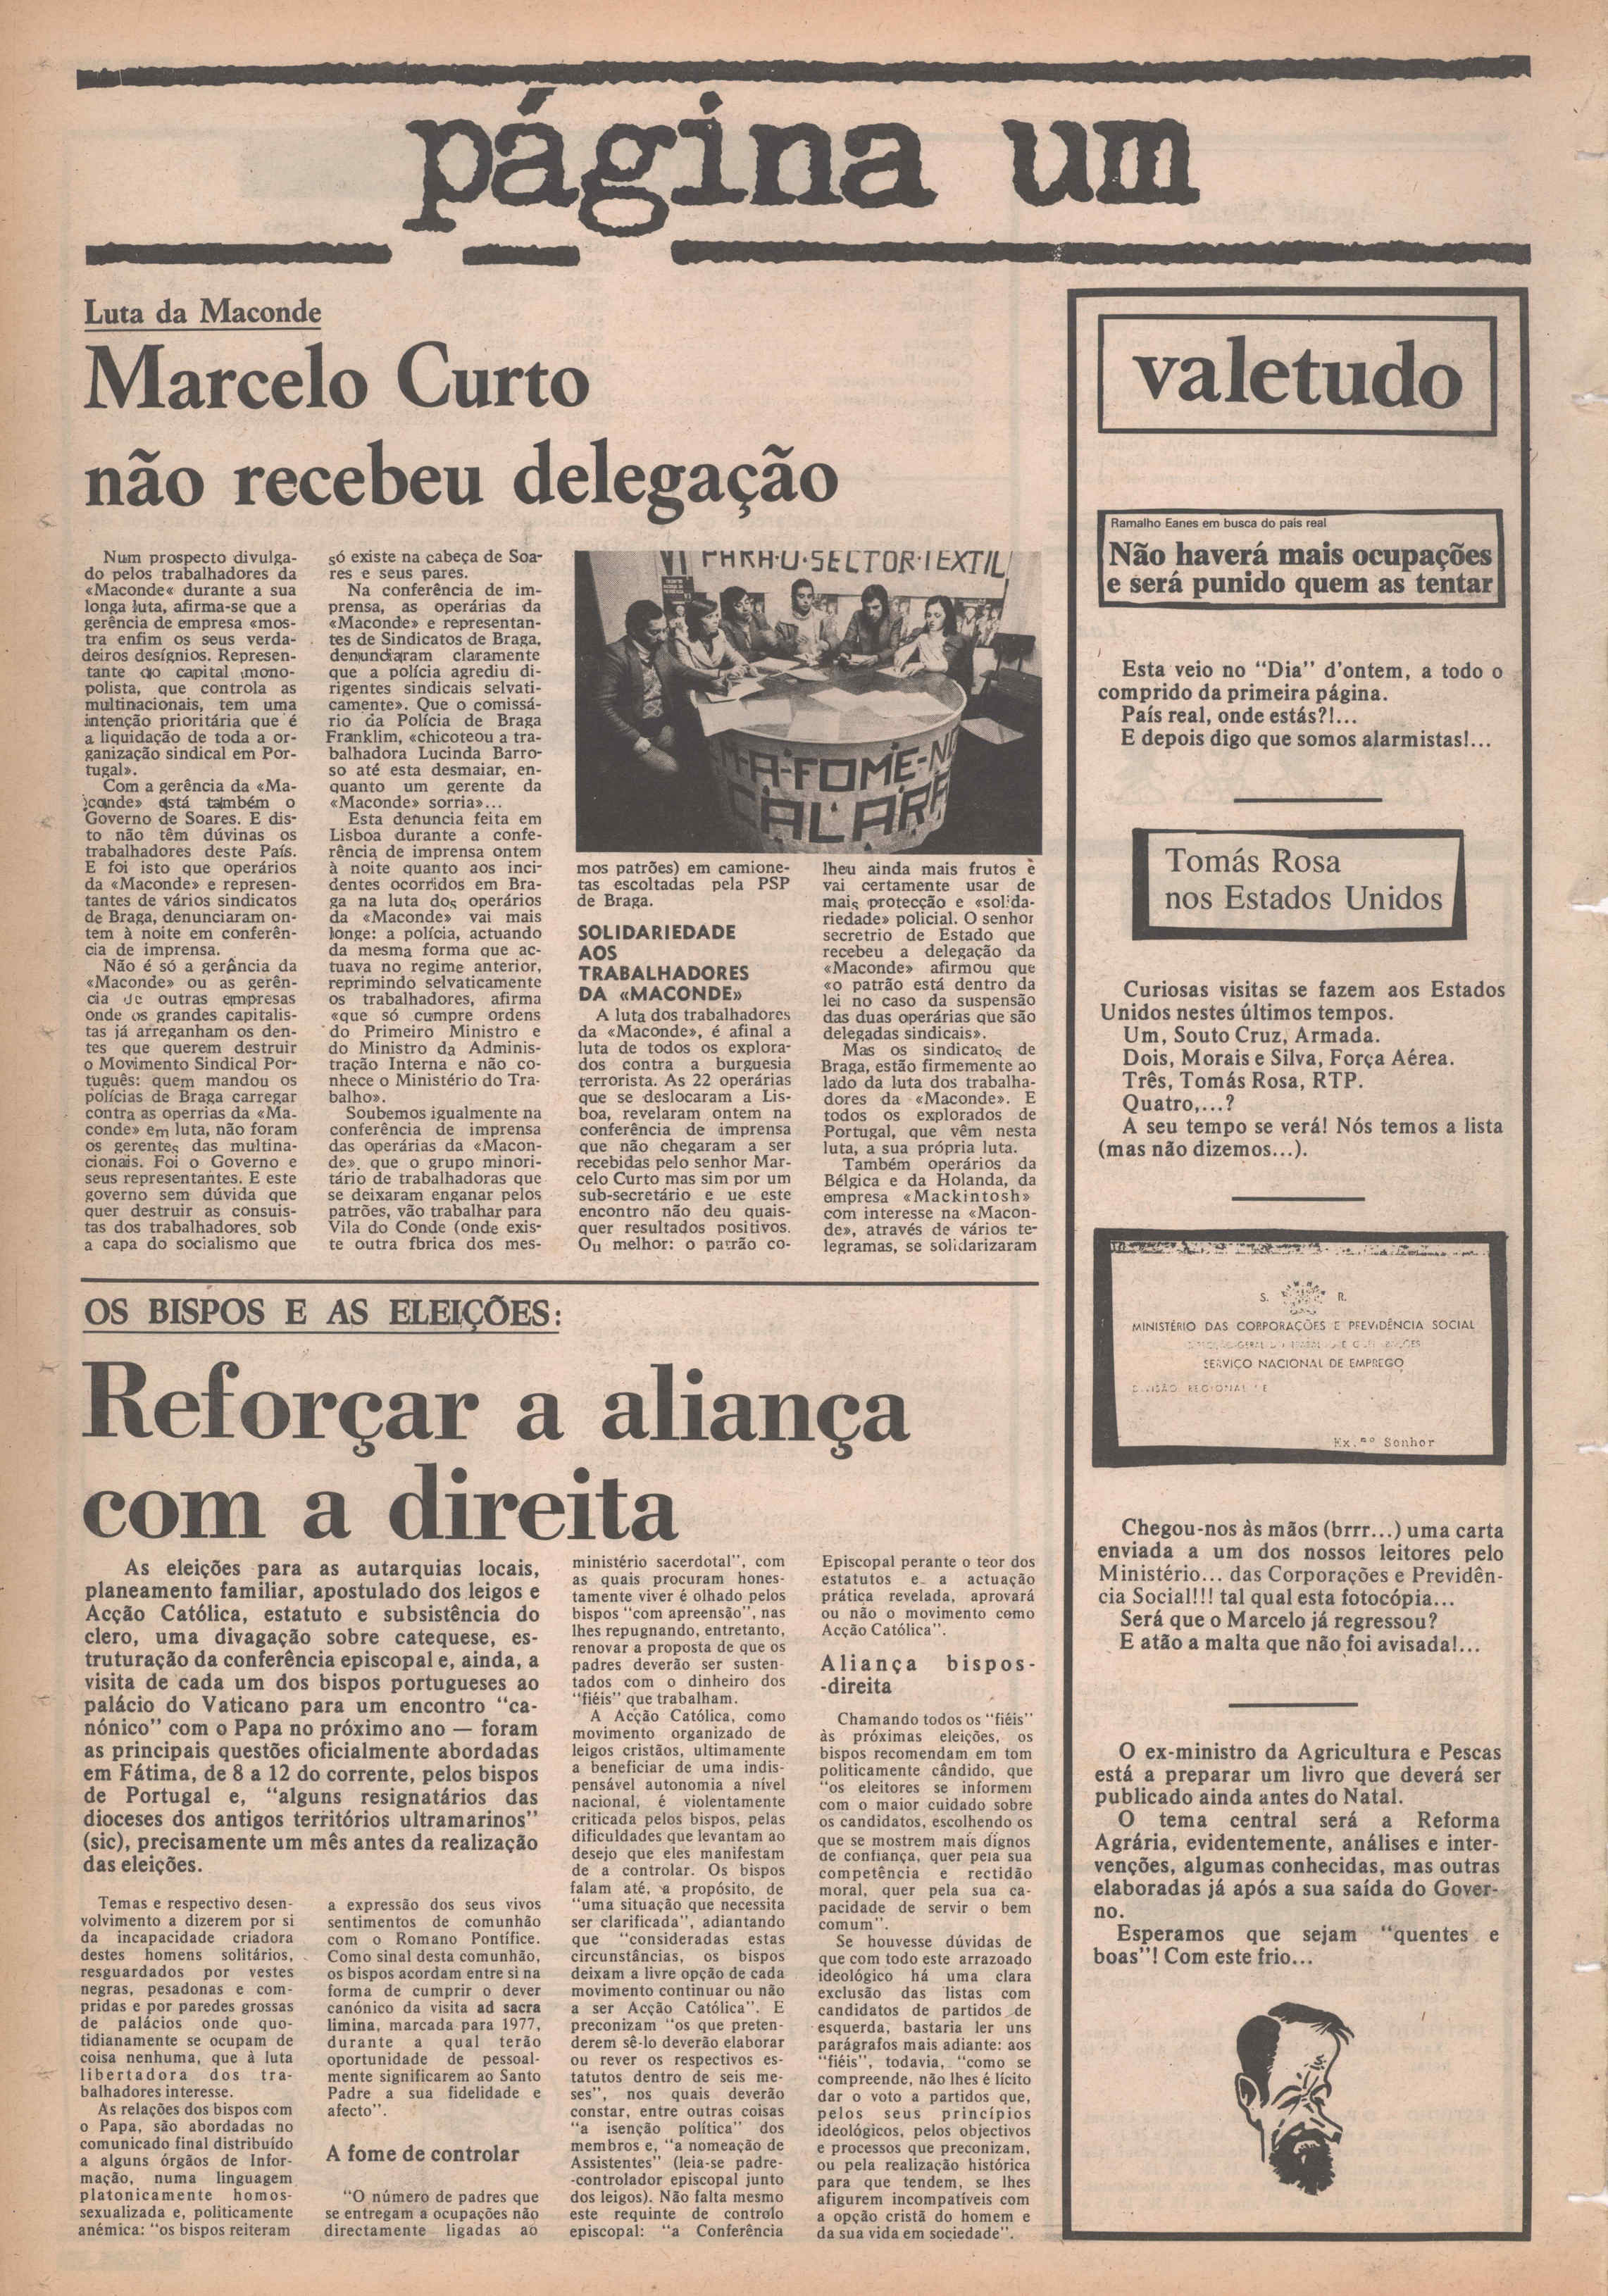 página um
Luta da Maconde
Marcelo Curto
não recebeu delegação
Num prospecto divulga-
do pelos trabalhadores da
«Maconde« durante a sua
longa luta, afirma-se que a
gerência de empresa «mos-
tra enfim os seus verda-
deiros desígnios. Represen-
tante do capital mono-
polista, que controla as
multinacionais, tem uma
intenção prioritária que é
a liquidação de toda a or-
ganização sindical em Por-
tugal».
Com a gerência da «Ma-
conde» está também o
Governo de Soares. E dis-
to não têm dúvinas os
trabalhadores deste País.
E foi isto que operários
da «Maconde» e represen-
tantes de vários sindicatos
de Braga, denunciaram on-
tem à noite em conferên-
cia de imprensa.
Não é só a gerância da
«Maconde» ou as gerên-
cia de outras empresas
onde os grandes capitalis-
tas já arreganham os den-
tes que querem destruir
o Movimento Sindical Por-
tuguês: quem mandou os
polícias de Braga carregar
contra as operrias da «Ma-
conde» em luta, não foram
os gerentes das multina-
cionais. Foi o Governo e
seus representantes. E este
governo sem dúvida que
quer destruir as consuis-
tas dos trabalhadores, sob
a capa do socialismo que
só existe na cabeça de Soa-
res e seus pares.
Na conferência de im-
prensa, as operárias da
«Maconde» e representan-
tes de Sindicatos de Braga,
denunciaram claramente
que a polícia agrediu di-
rigentes sindicais selvati-
camente». Que o comissá-
rio da Polícia de Braga
Franklim, «chicoteou a tra-
balhadora Lucinda Barro-
so até esta desmaiar, en-
quanto um gerente da
«Maconde» sorria»...
Esta denuncia feita em
Lisboa durante a confe-
rência de imprensa ontem
à noite quanto aos inci-
dentes ocorridos em Bra-
ga na luta dos operários
da «Maconde» vai mais
longe: a polícia, actuando
da mesma forma que ac-
tuava no regime anterior,
reprimindo selvaticamente
os trabalhadores, afirma
«que só cumpre ordens
do Primeiro Ministro e
do Ministro da Adminis-
tração Interna e não co-
nhece o Ministério do Tra-
balho».
Soubemos igualmente na
conferência de imprensa
das operárias da «Macon-
de». que o grupo minori-
tário de trabalhadoras que
se deixaram enganar pelos
patrões, vão trabalhar para
Vila do Conde (onde exis-
te outra fbrica dos mes-
VI PARA·O·SECTOR·TEXTIL
A-FOME-N
CALARÁ
mos patrões) em camione-
tas escoltadas pela PSP
de Braga.
SOLIDARIEDADE
AOS
TRABALHADORES
DA «MACONDE»
A luta dos trabalhadores
da «Maconde», é afinal a
luta de todos os explora-
dos contra a burguesia
terrorista. As 22 operárias
que se deslocaram a Lis-
boa, revelaram ontem na
conferência de imprensa
que não chegaram a ser
recebidas pelo senhor Mar-
celo Curto mas sim por um
sub-secretário e ue este
encontro não deu quais-
quer resultados positivos.
Ou melhor: o patrão co-
lheu ainda mais frutos e
vai certamente usar de
mais protecção e «solida-
riedade» policial. O senhor
secretrio de Estado que
recebeu a delegação da
«Maconde» afirmou que
«o patrão está dentro da
lei no caso da suspensão
das duas operárias que são
delegadas sindicais».
Mas os sindicatos de
Braga, estão firmemente ao
lado da luta dos trabalha-
dores da «Maconde». E
todos os explorados de
Portugal, que vêm nesta
luta, a sua própria luta.
Também operários da
Bélgica e da Holanda, da
empresa «Mackintosh»
com interesse na «Macon-
de», através de vários te-
legramas, se solidarizaram
OS BISPOS E AS ELEIÇÕES:
Reforçar a aliança
com a direita
As eleições para as autarquias locais,
planeamento familiar, apostulado dos leigos e
Acção Católica, estatuto e subsistência do
clero, uma divagação sobre catequese, es-
truturação da conferência episcopal e, ainda, a
visita de cada um dos bispos portugueses ao
palácio do Vaticano para um encontro "ca-
nónico" com o Papa no próximo ano — foram
as principais questões oficialmente abordadas
em Fátima, de 8 a 12 do corrente, pelos bispos
de Portugal e, "alguns resignatários das
dioceses dos antigos territórios ultramarinos"
(sic), precisamente um mês antes da realização
das eleições.
Temas e respectivo desen-
volvimento a dizerem por si
da incapacidade criadora
destes homens solitários,
resguardados por vestes
negras, pesadonas e com-
pridas e por paredes grossas
de palácios onde quo-
tidianamente se ocupam de
coisa nenhuma, que à luta
libertadora dos tra-
balhadores interesse.
As relações dos bispos com
o Papa, são abordadas no
comunicado final distribuído
a alguns órgãos de Infor-
mação, numa linguagem
platonicamente homos-
sexualizada e, politicamente
anémica: "os bispos reiteram
a expressão dos seus vivos
sentimentos de comunhão
com o Romano Pontífice.
Como sinal desta comunhão,
os bispos acordam entre si na
forma de cumprir o dever
canónico da visita ad sacra
limina, marcada para 1977,
durante a qual terão
oportunidade de pessoal-
mente significarem ao Santo
Padre a sua fidelidade e
afecto".
A fome de controlar
"O número de padres que
se entregam a ocupações não
directamente ligadas ao
ministério sacerdotal", com
as quais procuram hones-
tamente viver é olhado pelos
bispos "com apreensão", nas
lhes repugnando, entretanto,
renovar a proposta de que os
padres deverão ser susten-
tados com o dinheiro dos
"fiéis" que trabalham.
A Acção Católica, como
movimento organizado de
leigos cristãos, ultimamente
a beneficiar de uma indis-
pensável autonomia a nível
nacional, é violentamente
criticada pelos bispos, pelas
dificuldades que levantam ao
desejo que eles manifestam
de a controlar. Os bispos
falam até, a propósito, de
"uma situação que necessita
ser clarificada", adiantando
que "consideradas estas
circunstâncias, os bispos
deixam a livre opção de cada
movimento continuar ou não
a ser Acção Católica". E
preconizam "os que preten-
derem sê-lo deverão elaborar
ou rever os respectivos es-
tatutos dentro de seis me-
ses", nos quais deverão
constar, entre outras coisas
"a isenção política" dos
membros e, "a nomeação de
Assistentes" (leia-se padre-
-controlador episcopal junto
dos leigos). Não falta mesmo
este requinte de controlo
episcopal: "a Conferência
Episcopal perante o teor dos
estatutos e a actuação
prática revelada, aprovará
ou não o movimento como
Acção Católica".
Aliança bispos-
-direita
Chamando todos os "fiéis"
às próximas eleições, os
bispos recomendam em tom
politicamente cândido, que
"os eleitores se informem
com o maior cuidado sobre
os candidatos, escolhendo os
que se mostrem mais dignos
de confiança, quer pela sua
competência e rectidão
moral, quer pela sua ca-
pacidade de servir o bem
comum".
Se houvesse dúvidas de
que com todo este arrazoado
ideológico há uma clara
exclusão das listas com
candidatos de partidos de
esquerda, bastaria ler uns
parágrafos mais adiante: aos
"fiéis", todavia, "como se
compreende, não lhes é lícito
dar o voto a partidos que,
pelos seus princípios
ideológicos, pelos objectivos
e processos que preconizam,
ou pela realização histórica
para que tendem, se lhes
afigurem incompatíveis com
a opção cristã do homem e
da sua vida em sociedade".
valetudo
Ramalho Eanes em busca do país real
Não haverá mais ocupações
e será punido quem as tentar
Esta veio no "Dia" d'ontem, a todo o
comprido da primeira página.
País real, onde estás?!...
E depois digo que somos alarmistas!...
Tomás Rosa
nos Estados Unidos
Curiosas visitas se fazem aos Estados
Unidos nestes últimos tempos.
Um, Souto Cruz, Armada.
Dois, Morais e Silva, Força Aérea.
Três, Tomás Rosa, RTP.
Quatro,...?
A seu tempo se verá! Nós temos a lista
(mas não dizemos...).
S. R.
MINISTÉRIO DAS CORPORAÇÕES E PREVIDÊNCIA SOCIAL
SERVIÇO NACIONAL DE EMPREGO
DIVISÃO REGIONAL DE
Ex.mo Senhor
Chegou-nos às mãos (brrr...) uma carta
enviada a um dos nossos leitores pelo
Ministério... das Corporações e Previdên-
cia Social!!! tal qual esta fotocópia...
Será que o Marcelo já regressou?
E atão a malta que não foi avisada!...
O ex-ministro da Agricultura e Pescas
está a preparar um livro que deverá ser
publicado ainda antes do Natal.
O tema central será a Reforma
Agrária, evidentemente, análises e inter-
venções, algumas conhecidas, mas outras
elaboradas já após a sua saída do Gover-
no.
Esperamos que sejam "quentes e
boas"! Com este frio...